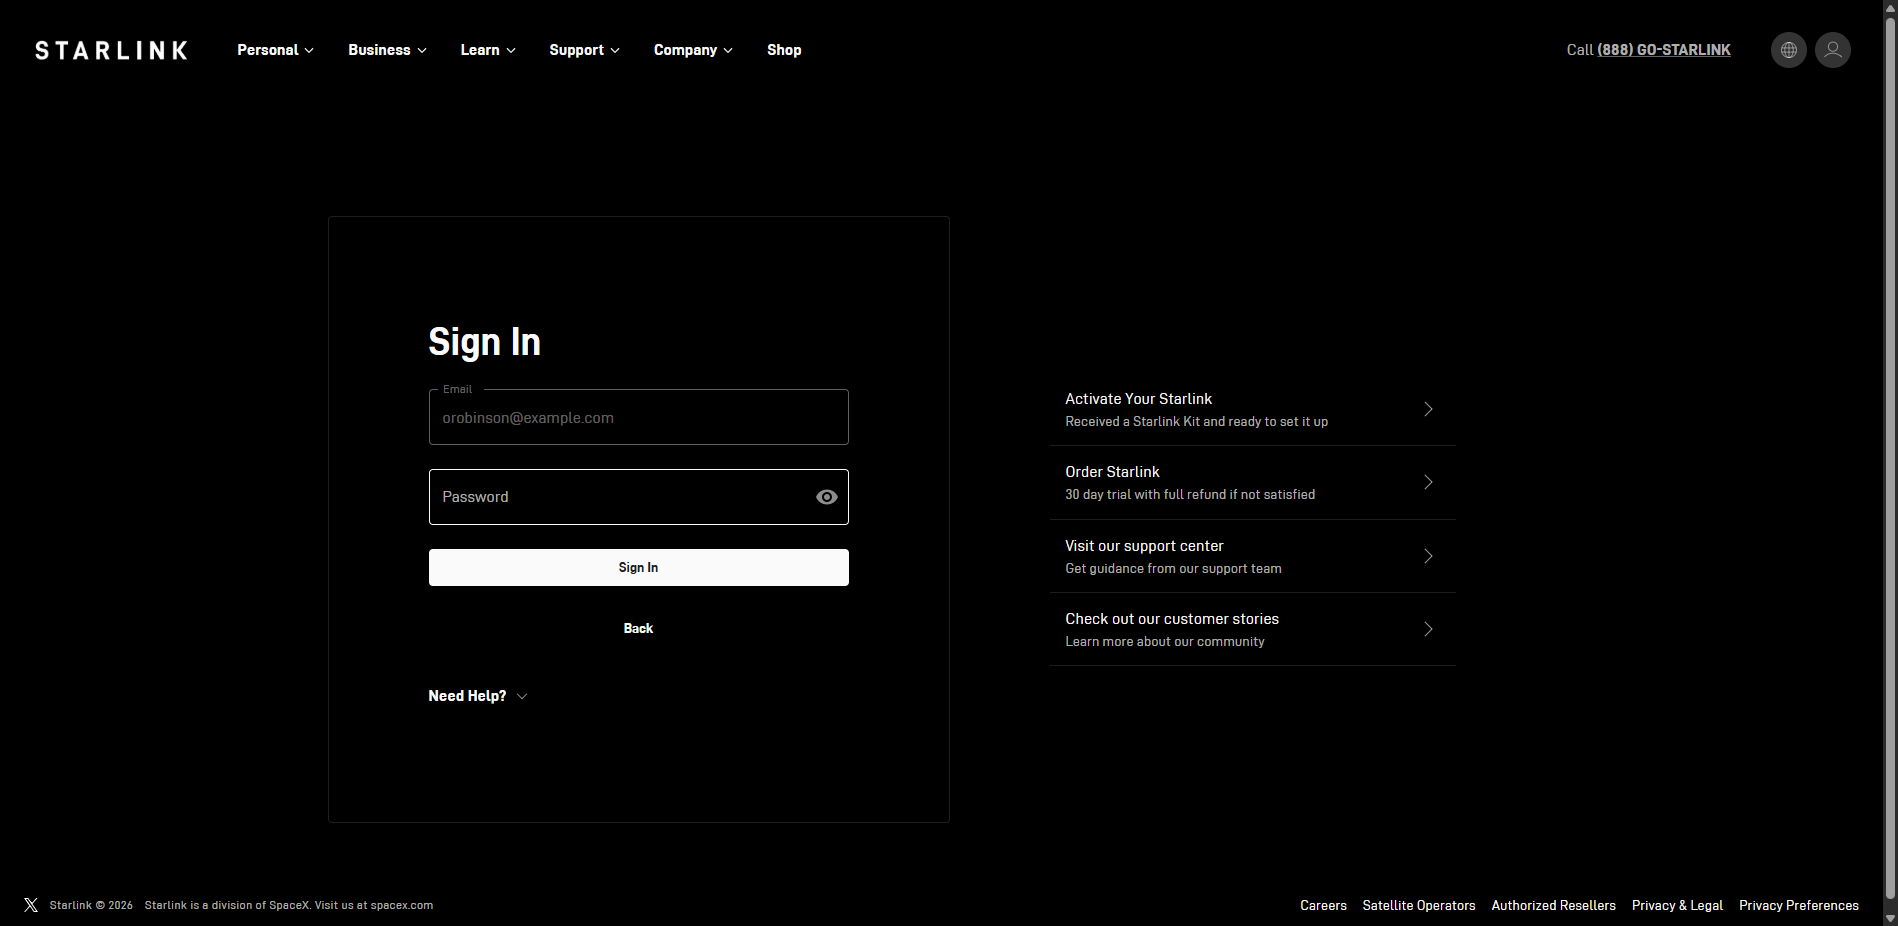 STARLINK
Personal
Business
Learn
Support
Company
Shop
Call (888) GO-STARLINK
Sign In
Email
orobinson@example.com
Password
Sign In
Back
Need Help?
Activate Your Starlink
Received a Starlink Kit and ready to set it up
Order Starlink
30 day trial with full refund if not satisfied
Visit our support center
Get guidance from our support team
Check out our customer stories
Learn more about our community
Starlink © 2026
Starlink is a division of SpaceX. Visit us at spacex.com
Careers
Satellite Operators
Authorized Resellers
Privacy & Legal
Privacy Preferences